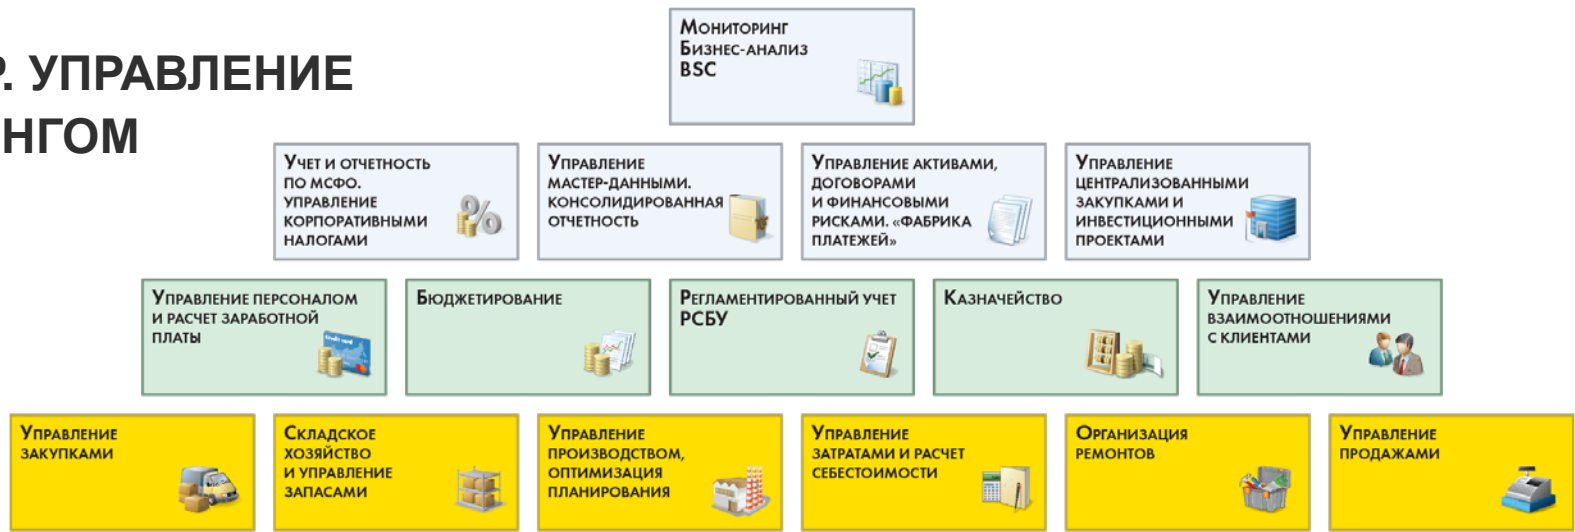 Р. УПРАВЛЕНИЕ
НГОМ
Мониторинг
Бизнес-анализ
BSC
Учет и отчетность
по МСФО.
Управление
корпоративными
налогами
Управление
мастер-данными.
Консолидированная
отчетность
Управление активами,
договорами
и финансовыми
рисками. «Фабрика
платежей»
Управление
централизованными
закупками и
инвестиционными
проектами
Управление персоналом
и расчет заработной
платы
Бюджетирование
Регламентированный учет
РСБУ
Казначейство
Управление
взаимоотношениями
с клиентами
Управление
закупками
Складское
хозяйство
и управление
запасами
Управление
производством,
оптимизация
планирования
Управление
затратами и расчет
себестоимости
Организация
ремонтов
Управление
продажами